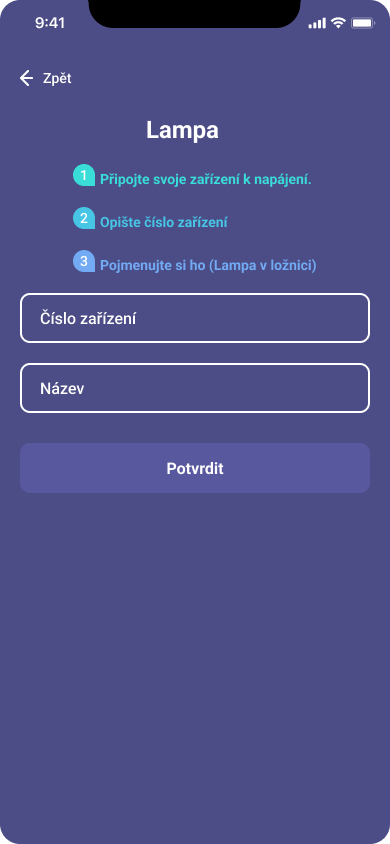 9:41
Zpět
Lampa
1 Připojte svoje zařízení k napájení.
2 Opište číslo zařízení
3 Pojmenujte si ho (Lampa v ložnici)
Číslo zařízení
Název
Potvrdit